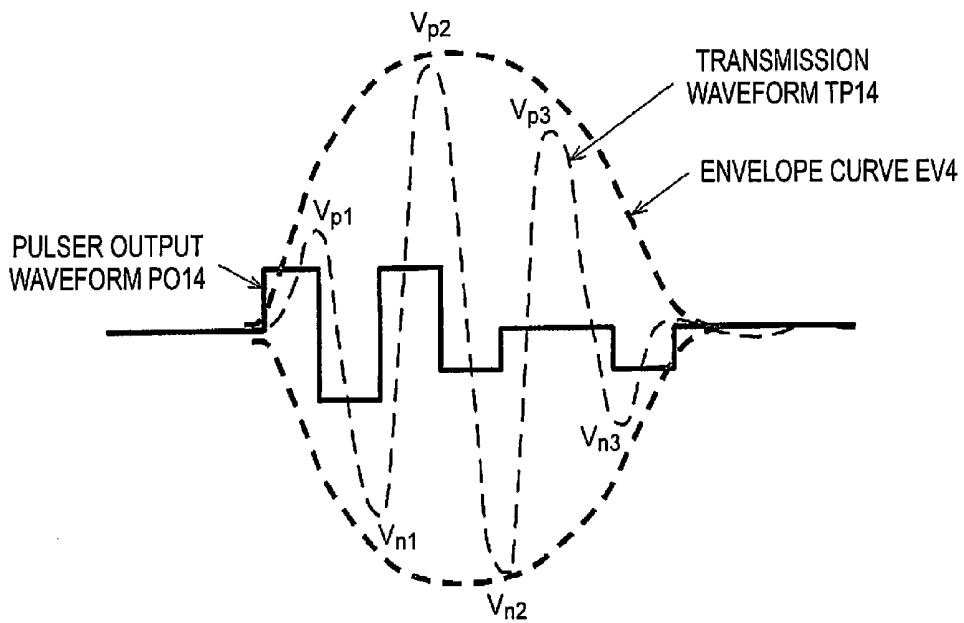 Vp2
TRANSMISSION
WAVEFORM TP14
Vp3
ENVELOPE CURVE EV4
Vp1
PULSER OUTPUT
WAVEFORM PO14
Vn3
Vn1
Vn2